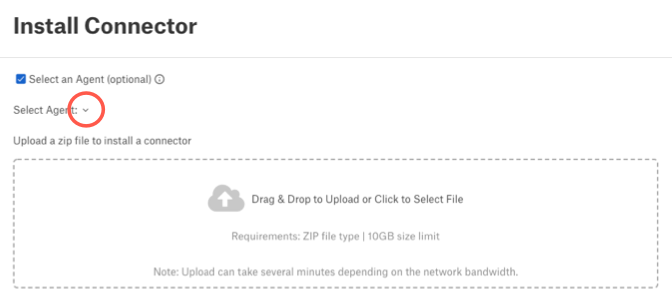 Install Connector
Select an Agent (optional)
Select Agent:
Upload a zip file to install a connector
Drag & Drop to Upload or Click to Select File
Requirements: ZIP file type | 10GB size limit
Note: Upload can take several minutes depending on the network bandwidth.